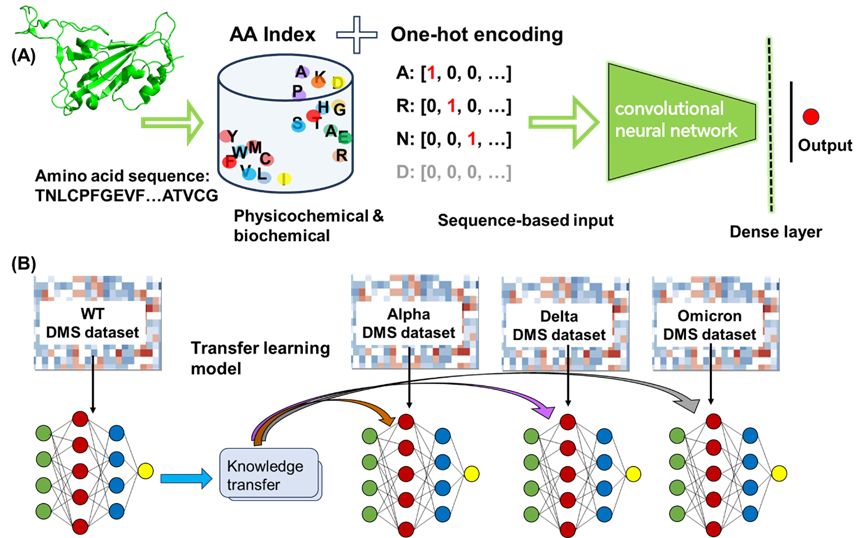 (A)
AA Index
One-hot encoding
A
K
D
P
H
G
S
T
A
E
R
Y
W
M
F
C
V
L
I
A: [1, 0, 0, …]
R: [0, 1, 0, …]
N: [0, 0, 1, …]
D: [0, 0, 0, …]
convolutional
neural network
Output
Amino acid sequence:
TNLCPFGEVF…ATVCG
Physicochemical &
biochemical
Sequence-based input
Dense layer
(B)
WT
DMS dataset
Transfer learning
model
Alpha
DMS dataset
Delta
DMS dataset
Omicron
DMS dataset
Knowledge
transfer